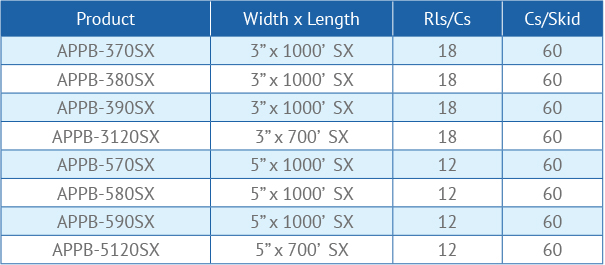 Product Width x Length Rls/Cs Cs/Skid
APPB-370SX 3” x 1000’ SX 18 60
APPB-380SX 3” x 1000’ SX 18 60
APPB-390SX 3” x 1000’ SX 18 60
APPB-3120SX 3” x 700’ SX 18 60
APPB-570SX 5” x 1000’ SX 12 60
APPB-580SX 5” x 1000’ SX 12 60
APPB-590SX 5” x 1000’ SX 12 60
APPB-5120SX 5” x 700’ SX 12 60